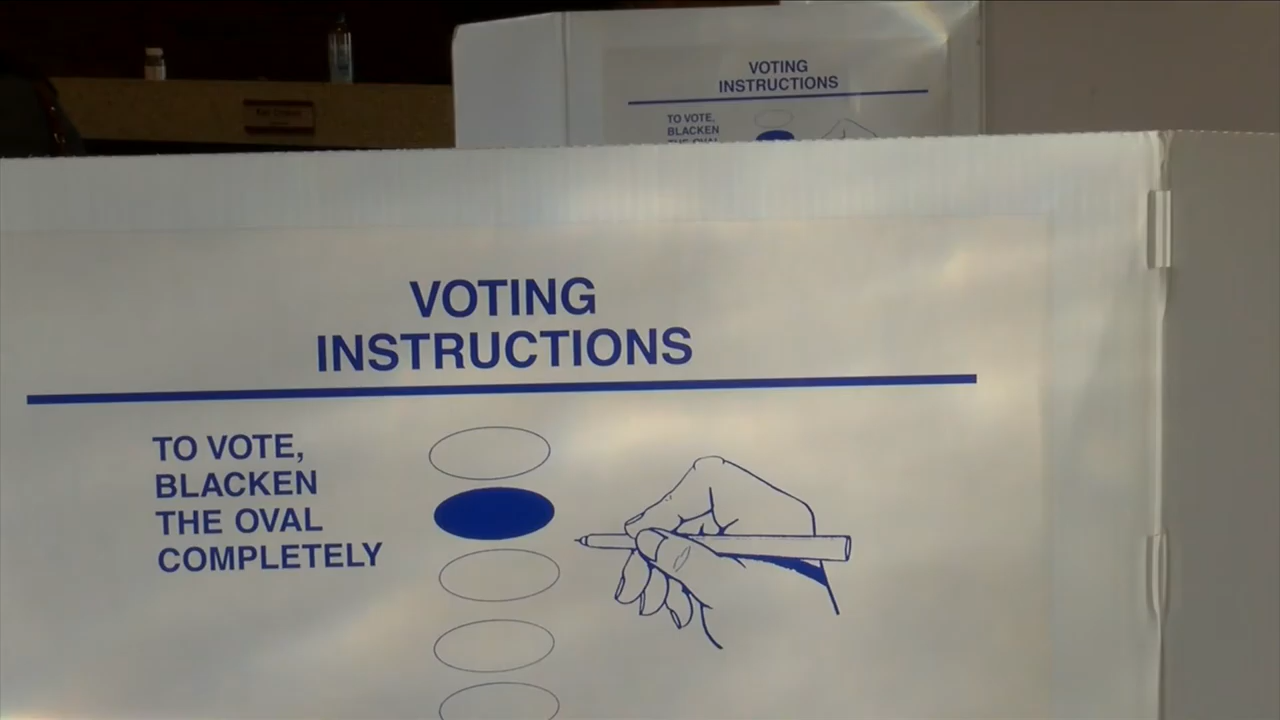 VOTING
INSTRUCTIONS
TO VOTE,
BLACKEN
VOTING
INSTRUCTIONS
TO VOTE,
BLACKEN
THE OVAL
COMPLETELY